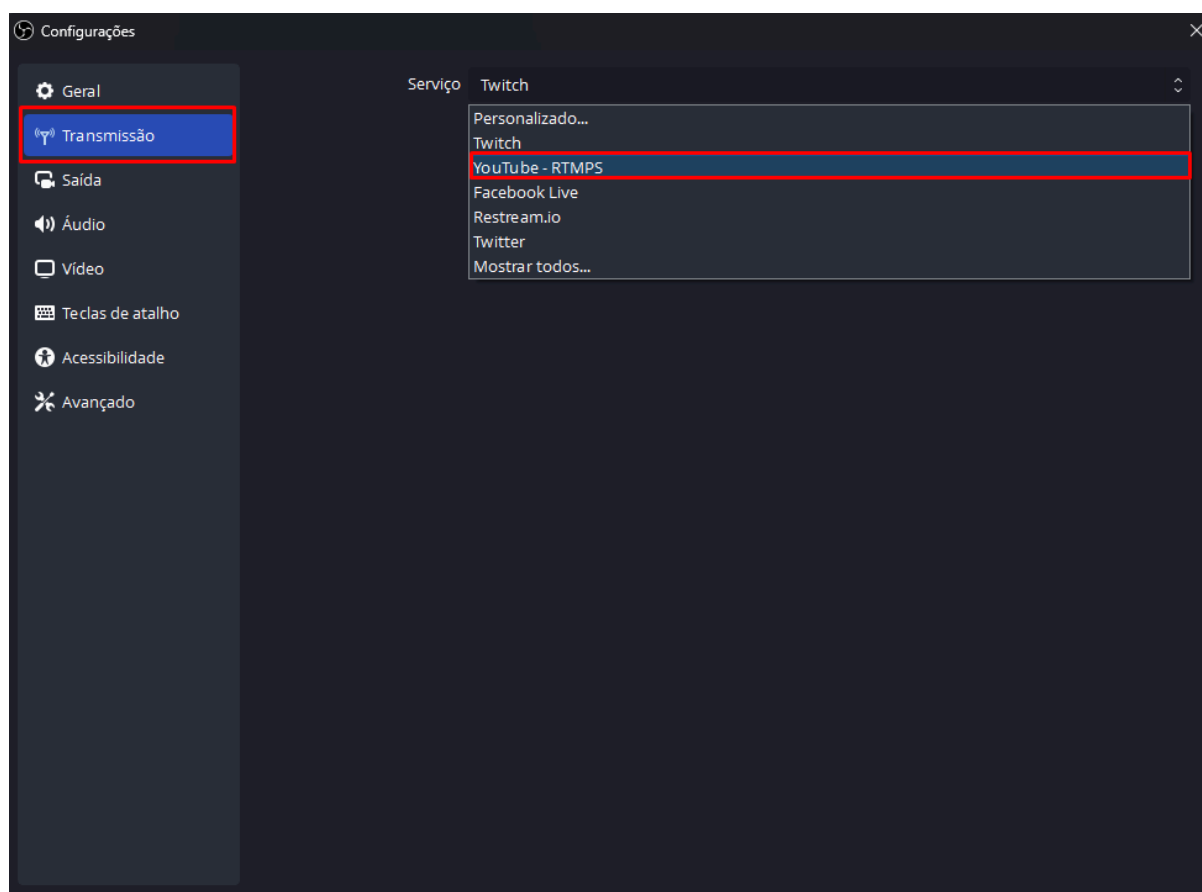 Configurações
Geral
Transmissão
Saída
Áudio
Vídeo
Teclas de atalho
Acessibilidade
Avançado
Serviço Twitch
Personalizado...
Twitch
YouTube - RTMPS
Facebook Live
Restream.io
Twitter
Mostrar todos...